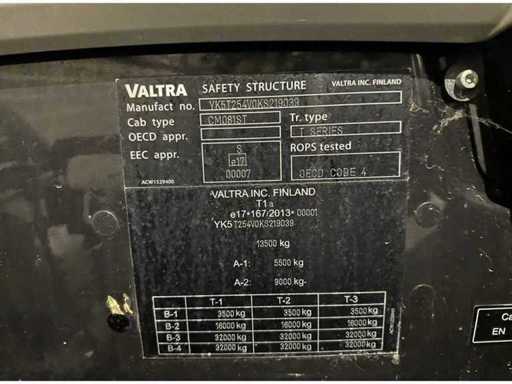 VALTRA SAFETY STRUCTURE VALTRA INC. FINLAND
Manufact no. YK5T254V0KS219039
Cab type CM081ST Tr. type
OECD appr. T SERIES
EEC appr. S ROPS tested
e17
00007 OECD CODE 4
ACW1539400
VALTRA INC. FINLAND
T1a
e17*167/2013*00001
YK5T254V0KS219039
13500 kg
A-1: 5500 kg
A-2: 9000 kg
T-1 T-2 T-3
B-1 3500 kg 3500 kg 3500 kg
B-2 16000 kg 16000 kg 16000 kg
B-3 32000 kg 32000 kg 32000 kg
B-4 32000 kg 32000 kg 32000 kg
Ca
EN